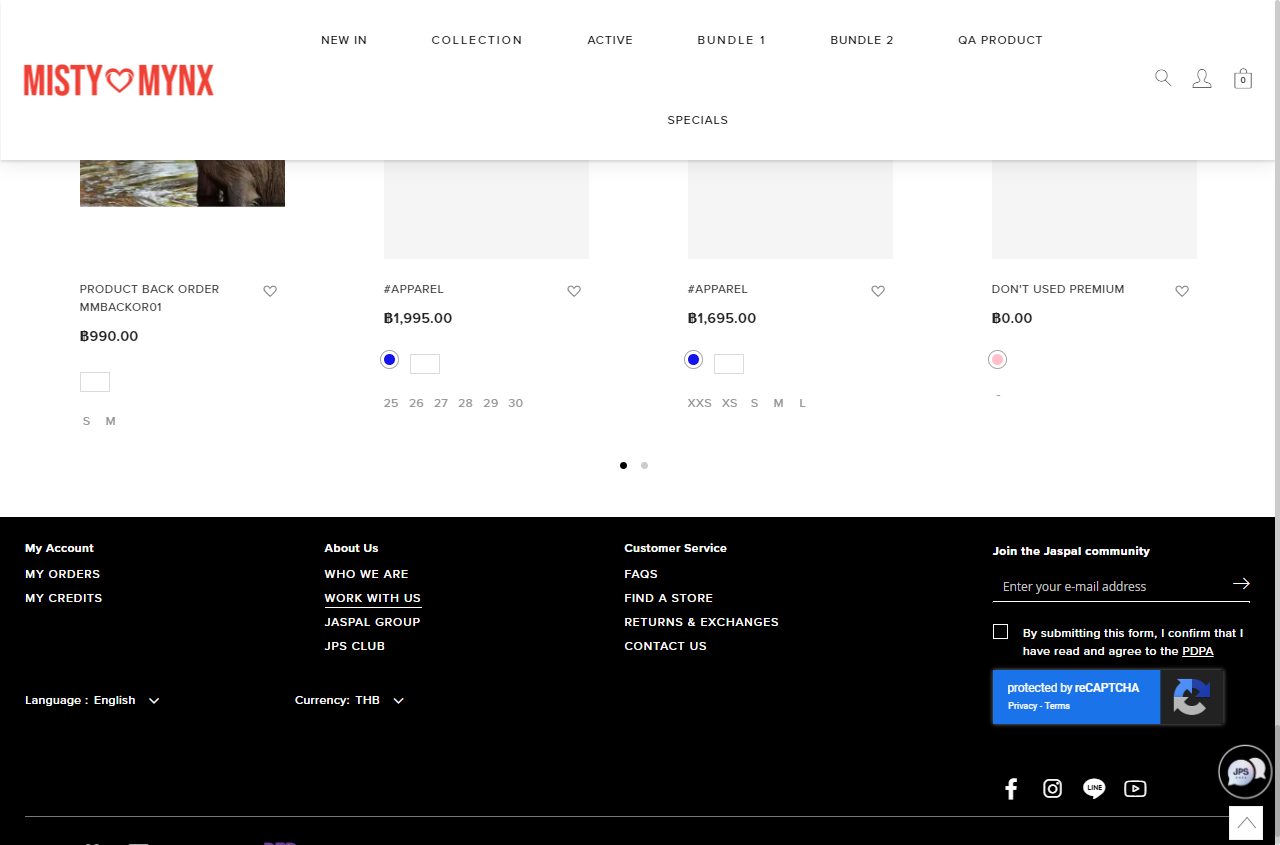 NEW IN
COLLECTION
ACTIVE
BUNDLE 1
BUNDLE 2
QA PRODUCT
MISTY MYNX
0
SPECIALS
PRODUCT BACK ORDER
MMBACKOR01
฿990.00
S M
#APPAREL
฿1,995.00
25 26 27 28 29 30
#APPAREL
฿1,695.00
XXS XS S M L
DON'T USED PREMIUM
฿0.00
-
My Account
MY ORDERS
MY CREDITS
About Us
WHO WE ARE
WORK WITH US
JASPAL GROUP
JPS CLUB
Customer Service
FAQS
FIND A STORE
RETURNS & EXCHANGES
CONTACT US
Join the Jaspal community
Enter your e-mail address
By submitting this form, I confirm that I
have read and agree to the PDPA
protected by reCAPTCHA
Privacy - Terms
Language : English
Currency: THB
JPS
LINE